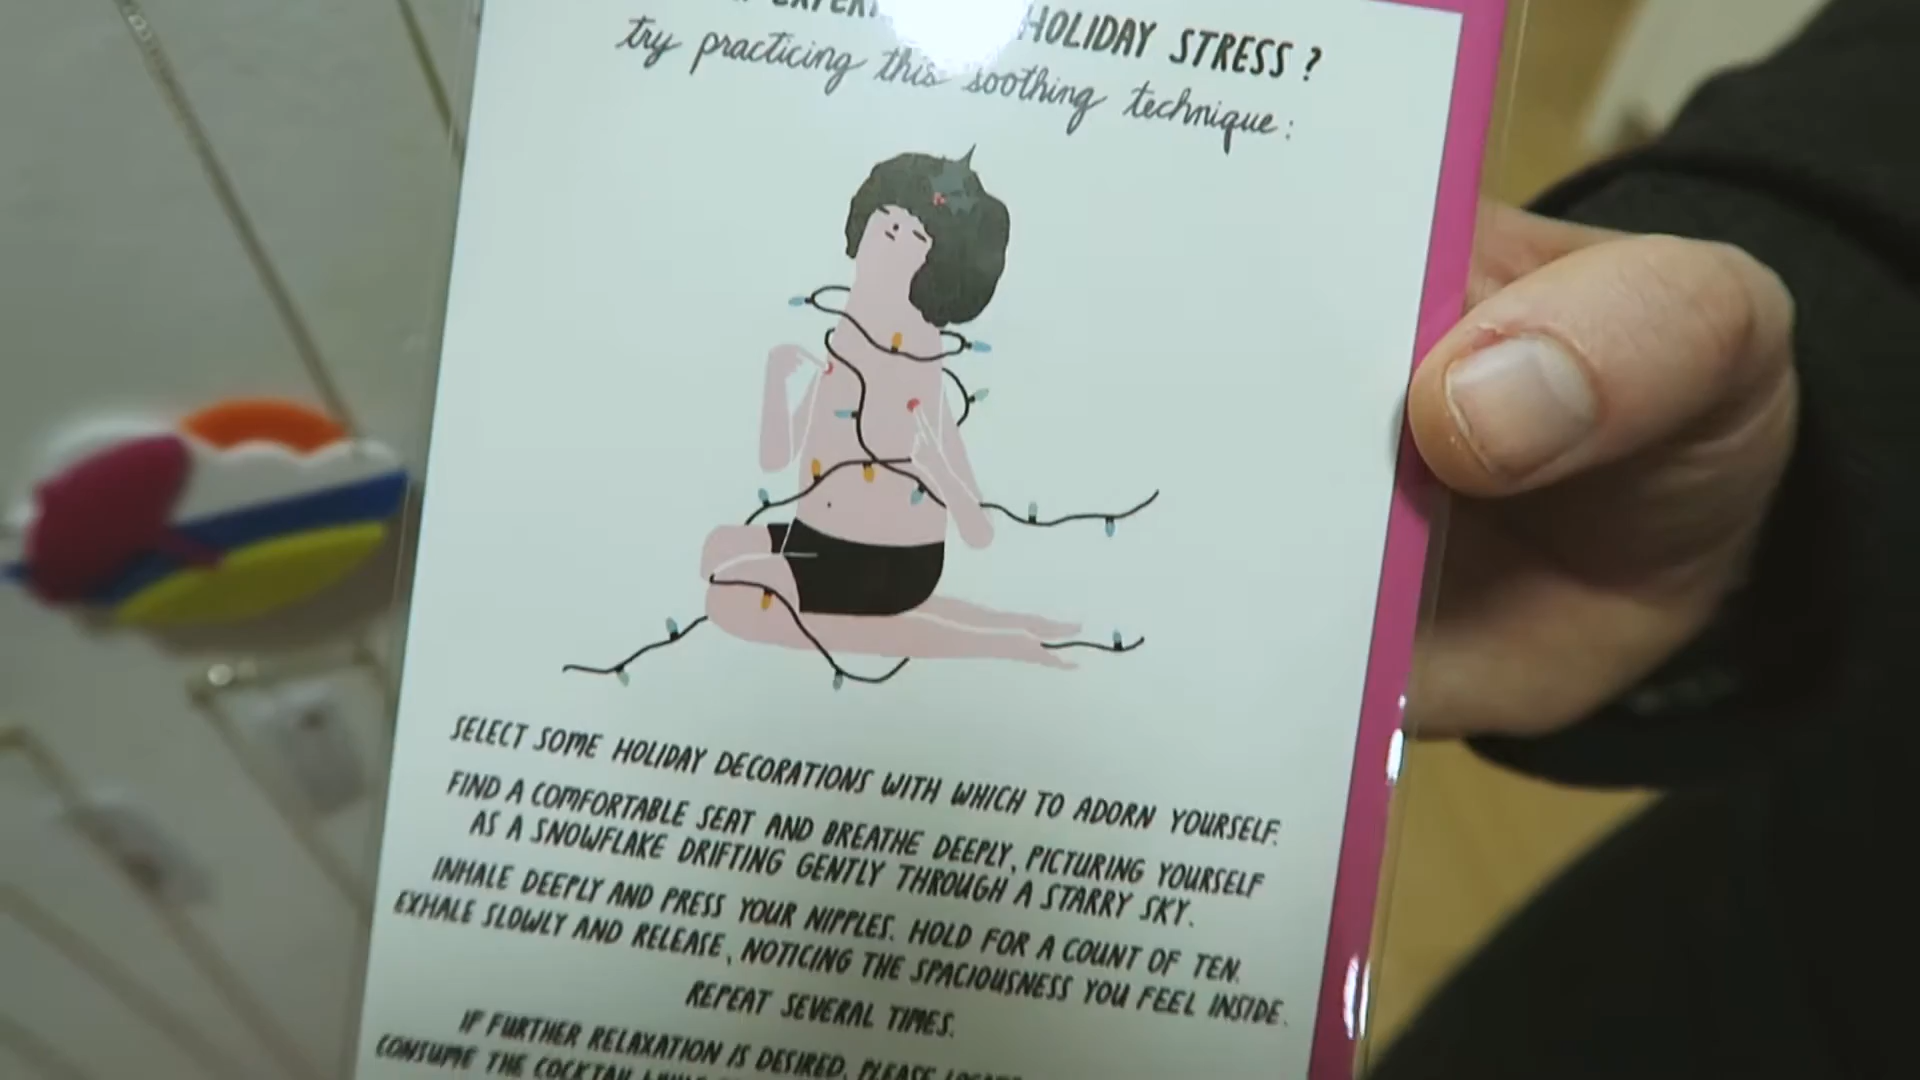 HOLIDAY STRESS?
try practicing this soothing technique:
SELECT SOME HOLIDAY DECORATIONS WITH WHICH TO ADORN YOURSELF.
FIND A COMFORTABLE SEAT AND BREATHE DEEPLY, PICTURING YOURSELF
AS A SNOWFLAKE DRIFTING GENTLY THROUGH A STARRY SKY.
INHALE DEEPLY AND PRESS YOUR NIPPLES. HOLD FOR A COUNT OF TEN.
EXHALE SLOWLY AND RELEASE, NOTICING THE SPACIOUSNESS YOU FEEL INSIDE.
REPEAT SEVERAL TIMES.
IF FURTHER RELAXATION IS DESIRED, PLEASE
CONSUME THE COCKTAIL